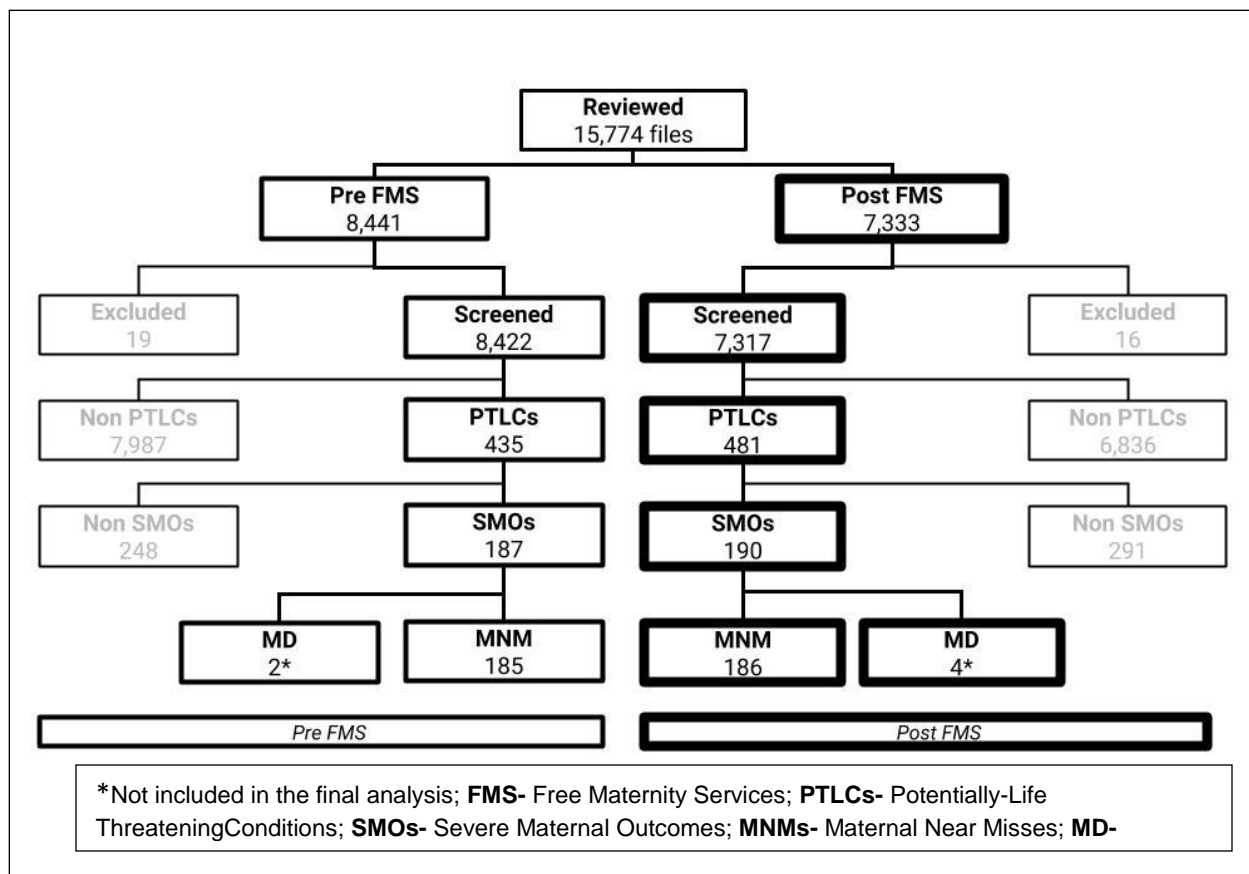 Reviewed
15,774 files
Pre FMS
8,441
Post FMS
7,333
Excluded
19
Screened
8,422
Screened
7,317
Excluded
16
Non PTLCs
7,987
PTLCs
435
PTLCs
481
Non PTLCs
6,836
Non SMOs
248
SMOs
187
SMOs
190
Non SMOs
291
MD
2*
MNM
185
MNM
186
MD
4*
Pre FMS
Post FMS
*Not included in the final analysis; FMS- Free Maternity Services; PTLCs- Potentially-Life
ThreateningConditions; SMOs- Severe Maternal Outcomes; MNMs- Maternal Near Misses; MD-